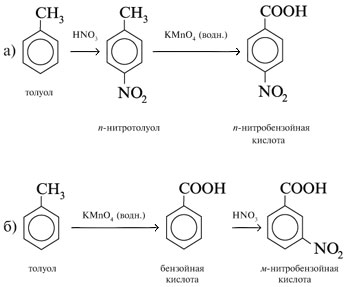 а)
CH₃
HNO₃
CH₃
NO₂
KMnO₄ (водн.)
COOH
NO₂
толуол
п-нитротолуол
п-нитробензойная
кислота
б)
CH₃
KMnO₄ (водн.)
COOH
HNO₃
COOH
NO₂
толуол
бензойная
кислота
м-нитробензойная
кислота